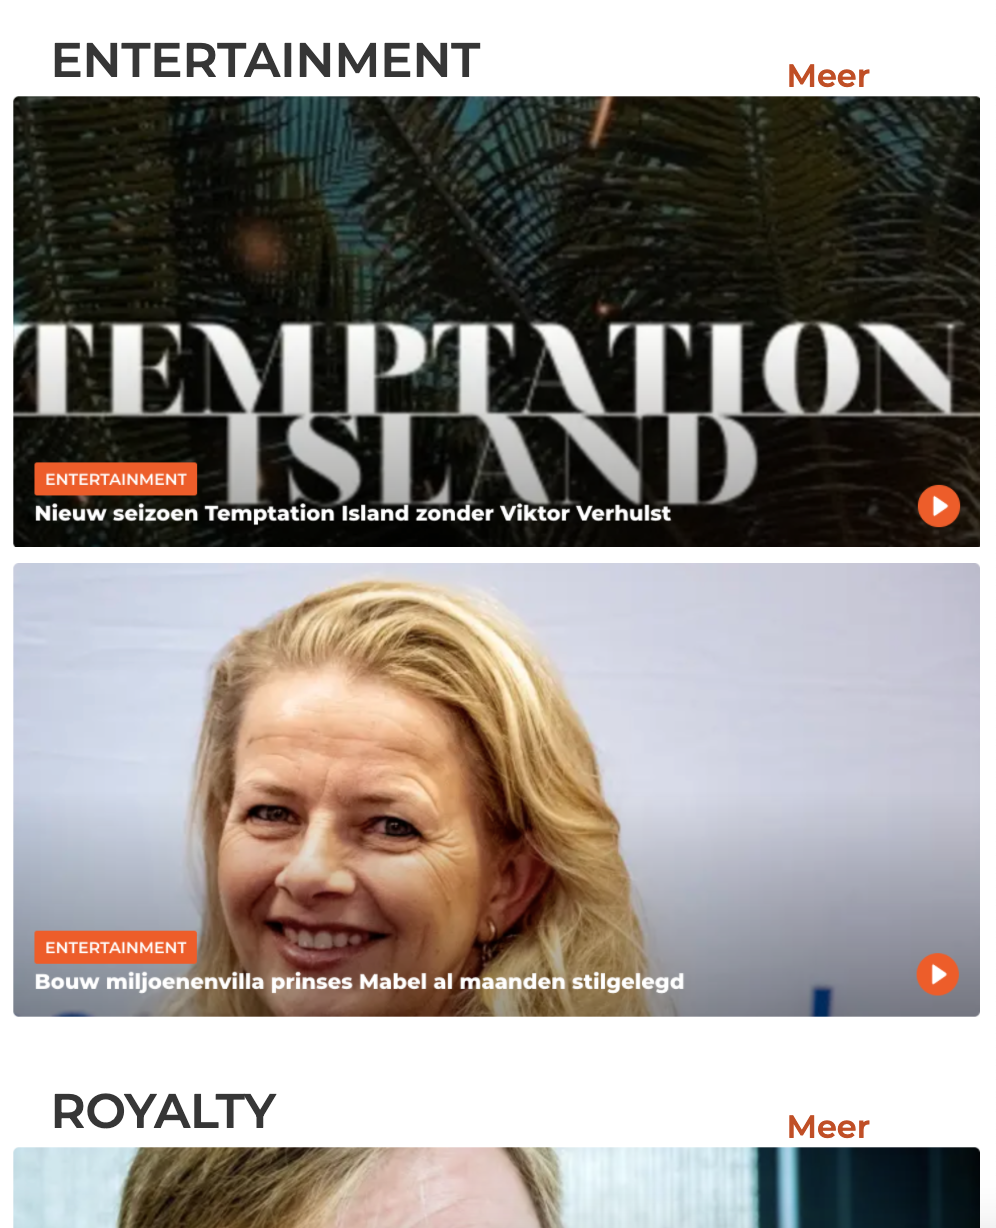 ENTERTAINMENT
Meer
TEMPTATION
ISLAND
ENTERTAINMENT
Nieuw seizoen Temptation Island zonder Viktor Verhulst
ENTERTAINMENT
Bouw miljoenenvilla prinses Mabel al maanden stilgelegd
ROYALTY
Meer